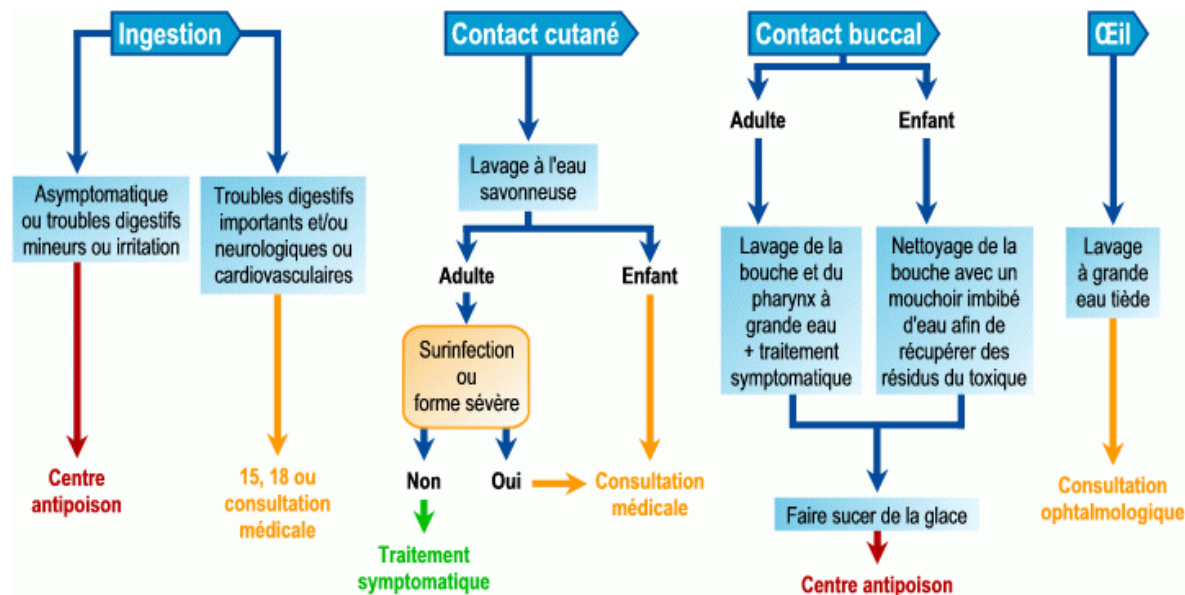 Ingestion
Asymptomatique
ou troubles digestifs
mineurs ou irritation
Centre
antipoison
Troubles digestifs
importants et/ou
neurologiques ou
cardiovasculaires
15, 18 ou
consultation
médicale
Contact cutané
Lavage à l'eau
savonneuse
Adulte
Enfant
Surinfection
ou
forme sévère
Non
Oui
Consultation
médicale
Traitement
symptomatique
Contact buccal
Adulte
Enfant
Lavage de la
bouche et du
pharynx à
grande eau
+ traitement
symptomatique
Nettoyage de la
bouche avec un
mouchoir imbibé
d'eau afin de
récupérer des
résidus du toxique
Faire sucer de la glace
Centre antipoison
Œil
Lavage
à grande
eau tiède
Consultation
ophtalmologique